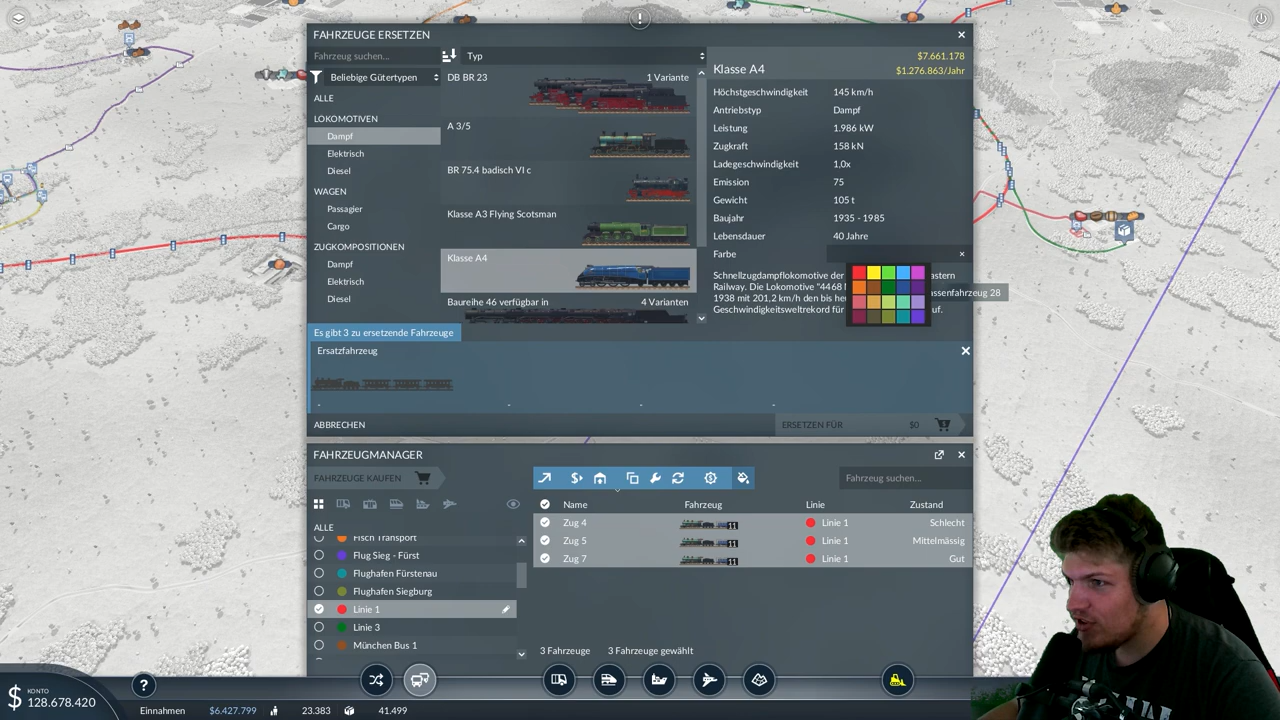 FAHRZEUGE ERSETZEN
Fahrzeug suchen...
Typ
Beliebige Gütertypen
ALLE
LOKOMOTIVEN
Dampf
Elektrisch
Diesel
WAGEN
Passagier
Cargo
ZUGKOMPOSITIONEN
Dampf
Elektrisch
Diesel
DB BR 23
1 Variante
A 3/5
BR 75.4 badisch VI c
Klasse A3 Flying Scotsman
Klasse A4
Baureihe 46 verfügbar in
4 Varianten
Klasse A4
$7.661.178
$1.276.863/Jahr
Höchstgeschwindigkeit 145 km/h
Antriebstyp Dampf
Leistung 1.986 kW
Zugkraft 158 kN
Ladegeschwindigkeit 1.0x
Emission 75
Gewicht 105 t
Baujahr 1935 - 1985
Lebensdauer 40 Jahre
Farbe
Schnellzugdampflokomotive der
Railway. Die Lokomotive "4468
1938 mit 201,2 km/h den bis
Geschwindigkeitsweltrekord für
28
Es gibt 3 zu ersetzende Fahrzeuge
Ersatzfahrzeug
- - - -
ABBRECHEN
ERSETZEN FÜR $0
FAHRZEUGMANAGER
FAHRZEUGE KAUFEN
Fahrzeug suchen...
ALLE
Fisch Transport
Flug Sieg - Fürst
Flughafen Fürstenau
Flughafen Siegburg
Linie 1
Linie 3
München Bus 1
Name Fahrzeug Linie Zustand
Zug 4 11 Linie 1 Schlecht
Zug 5 11 Linie 1 Mittelmässig
Zug 7 11 Linie 1 Gut
3 Fahrzeuge 3 Fahrzeuge gewählt
$ KONTO
128.678.420
?
Einnahmen $6.427.799 23.383 41.499